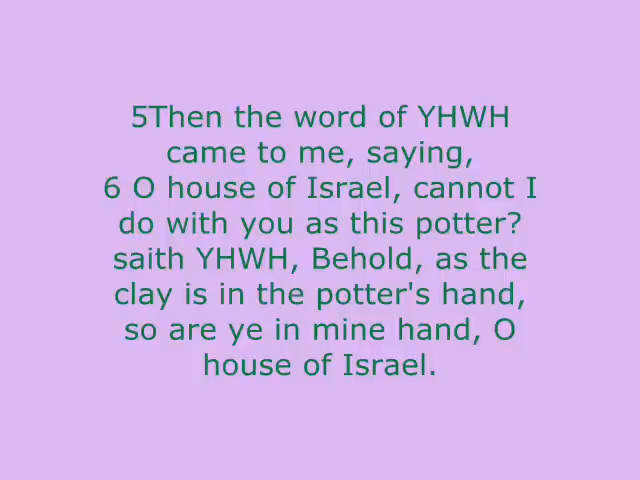 5Then the word of YHWH
came to me, saying,
6 O house of Israel, cannot I
do with you as this potter?
saith YHWH, Behold, as the
clay is in the potter's hand,
so are ye in mine hand, O
house of Israel.